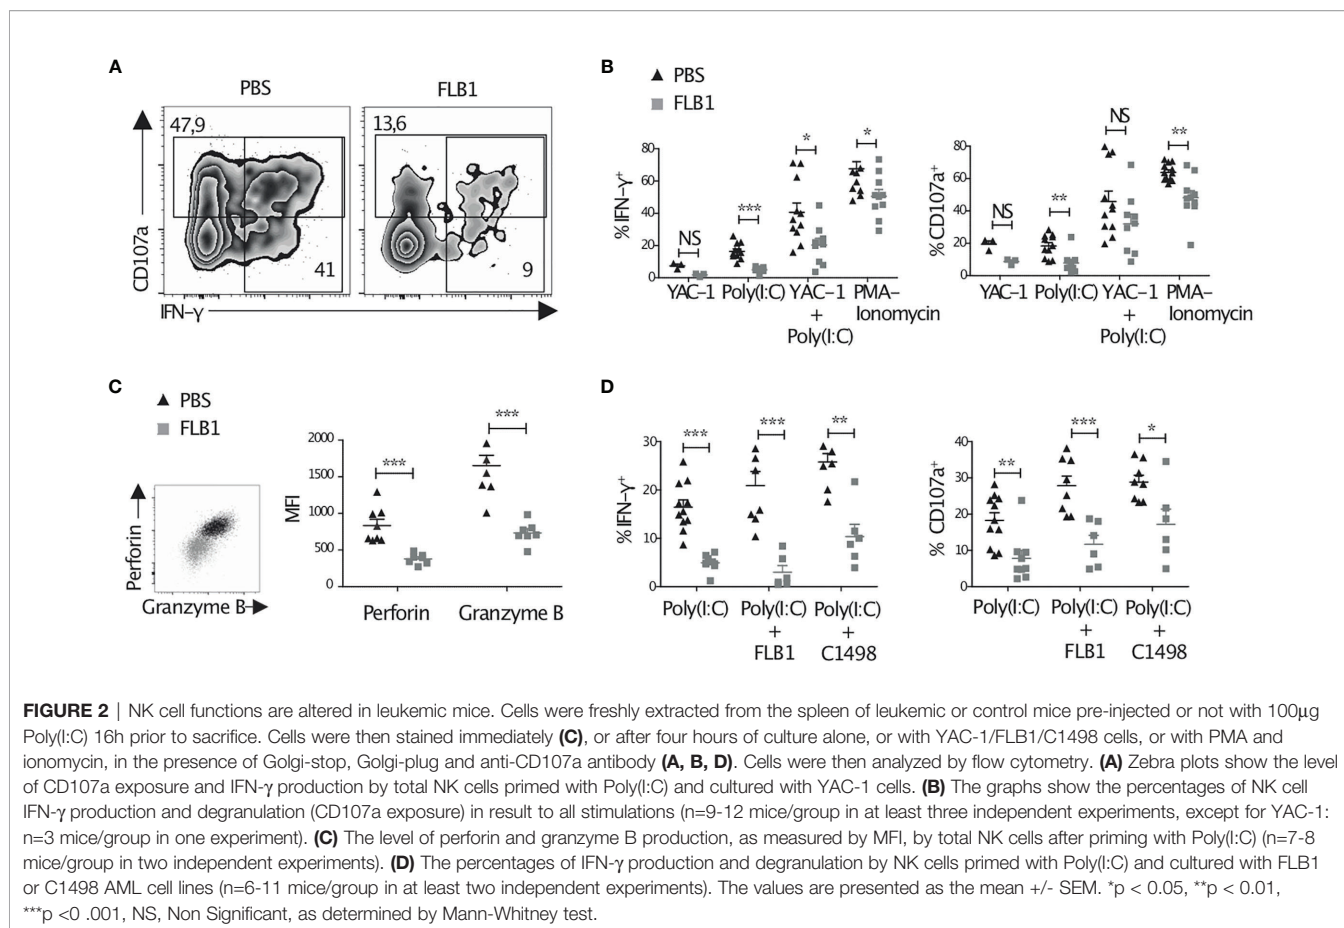 A
PBS
FLB1
47,9
13,6
41
9
CD107a
IFN-γ
B
PBS
FLB1
% IFN-γ+
80
60
40
20
0
NS
***
*
*
YAC-1
Poly(I:C)
YAC-1
+
Poly(I:C)
PMA-
Ionomycin
% CD107a+
80
60
40
20
0
NS
**
NS
**
YAC-1
Poly(I:C)
YAC-1
+
Poly(I:C)
PMA-
Ionomycin
C
PBS
FLB1
Perforin
Granzyme B
MFI
2000
1500
1000
500
0
***
***
Perforin
Granzyme B
D
% IFN-γ+
30
20
10
0
***
***
**
Poly(I:C)
Poly(I:C)
+
FLB1
Poly(I:C)
+
C1498
% CD107a+
40
30
20
10
0
**
***
*
Poly(I:C)
Poly(I:C)
+
FLB1
Poly(I:C)
+
C1498
FIGURE 2 | NK cell functions are altered in leukemic mice. Cells were freshly extracted from the spleen of leukemic or control mice pre-injected or not with 100μg
Poly(I:C) 16h prior to sacrifice. Cells were then stained immediately (C), or after four hours of culture alone, or with YAC-1/FLB1/C1498 cells, or with PMA and
ionomycin, in the presence of Golgi-stop, Golgi-plug and anti-CD107a antibody (A, B, D). Cells were then analyzed by flow cytometry. (A) Zebra plots show the level
of CD107a exposure and IFN-γ production by total NK cells primed with Poly(I:C) and cultured with YAC-1 cells. (B) The graphs show the percentages of NK cell
IFN-γ production and degranulation (CD107a exposure) in result to all stimulations (n=9-12 mice/group in at least three independent experiments, except for YAC-1:
n=3 mice/group in one experiment). (C) The level of perforin and granzyme B production, as measured by MFI, by total NK cells after priming with Poly(I:C) (n=7-8
mice/group in two independent experiments). (D) The percentages of IFN-γ production and degranulation by NK cells primed with Poly(I:C) and cultured with FLB1
or C1498 AML cell lines (n=6-11 mice/group in at least two independent experiments). The values are presented as the mean +/- SEM. *p < 0.05, **p < 0.01,
***p <0 .001, NS, Non Significant, as determined by Mann-Whitney test.